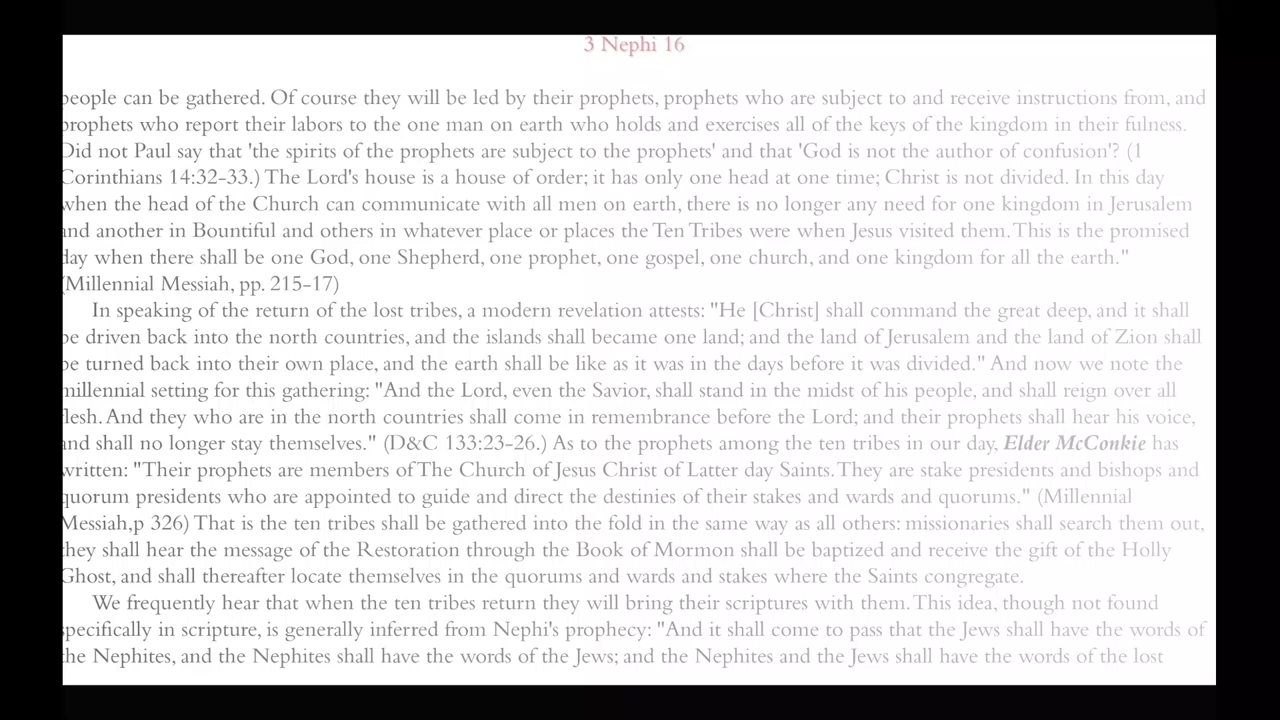 3 Nephi 16
people can be gathered. Of course they will be led by their prophets, prophets who are subject to and receive instructions from, and
prophets who report their labors to the one man on earth who holds and exercises all of the keys of the kingdom in their fulness.
Did not Paul say that 'the spirits of the prophets are subject to the prophets' and that 'God is not the author of confusion'? (1
Corinthians 14:32-33.) The Lord's house is a house of order; it has only one head at one time; Christ is not divided. In this day
when the head of the Church can communicate with all men on earth, there is no longer any need for one kingdom in Jerusalem
and another in Bountiful and others in whatever place or places the Ten Tribes were when Jesus visited them. This is the promised
day when there shall be one God, one Shepherd, one prophet, one gospel, one church, and one kingdom for all the earth."
(Millennial Messiah, pp. 215-17)
In speaking of the return of the lost tribes, a modern revelation attests: "He [Christ] shall command the great deep, and it shall
be driven back into the north countries, and the islands shall became one land; and the land of Jerusalem and the land of Zion shall
be turned back into their own place, and the earth shall be like as it was in the days before it was divided." And now we note the
millennial setting for this gathering: "And the Lord, even the Savior, shall stand in the midst of his people, and shall reign over all
flesh. And they who are in the north countries shall come in remembrance before the Lord; and their prophets shall hear his voice,
and shall no longer stay themselves." (D&C 133:23-26.) As to the prophets among the ten tribes in our day, Elder McConkie has
written: "Their prophets are members of The Church of Jesus Christ of Latter day Saints. They are stake presidents and bishops and
quorum presidents who are appointed to guide and direct the destinies of their stakes and wards and quorums." (Millennial
Messiah,p 326) That is the ten tribes shall be gathered into the fold in the same way as all others: missionaries shall search them out,
they shall hear the message of the Restoration through the Book of Mormon shall be baptized and receive the gift of the Holly
Ghost, and shall thereafter locate themselves in the quorums and wards and stakes where the Saints congregate.
We frequently hear that when the ten tribes return they will bring their scriptures with them. This idea, though not found
specifically in scripture, is generally inferred from Nephi's prophecy: "And it shall come to pass that the Jews shall have the words of
the Nephites, and the Nephites shall have the words of the Jews; and the Nephites and the Jews shall have the words of the lost